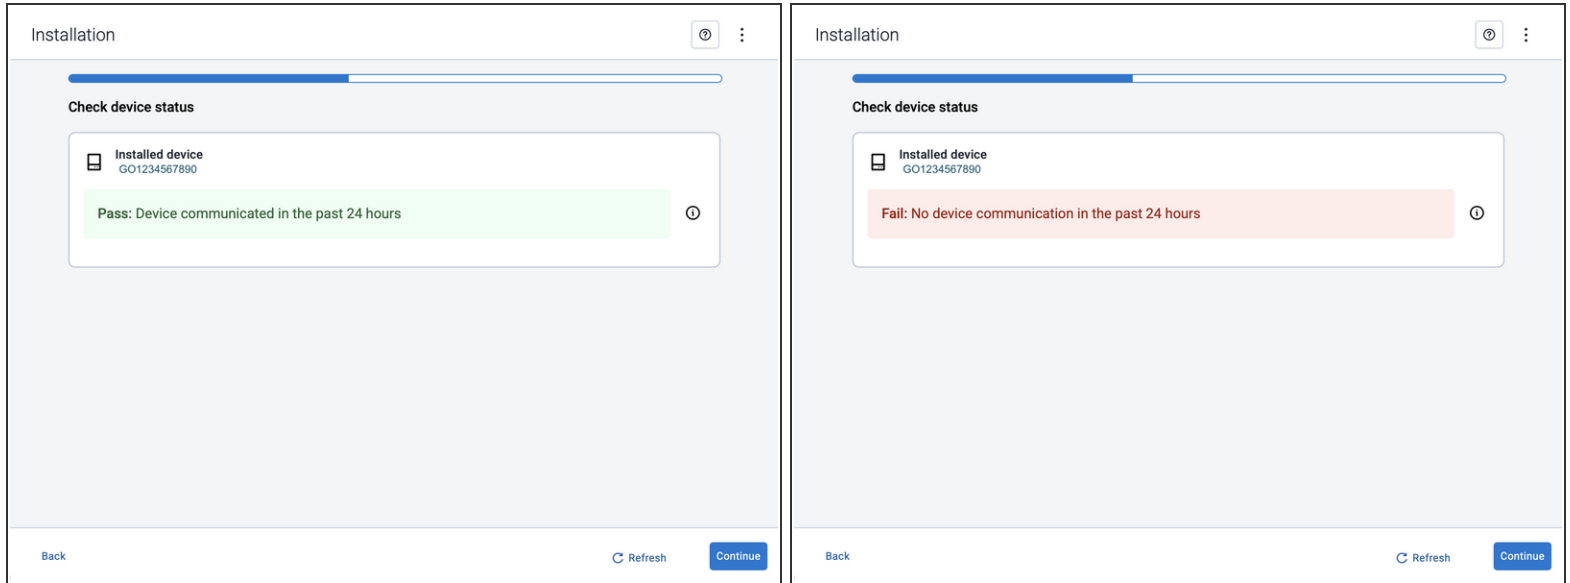 Installation
Check device status
Installed device
GO1234567890
Pass: Device communicated in the past 24 hours
Back
Refresh
Continue
Installation
Check device status
Installed device
GO1234567890
Fail: No device communication in the past 24 hours
Back
Refresh
Continue